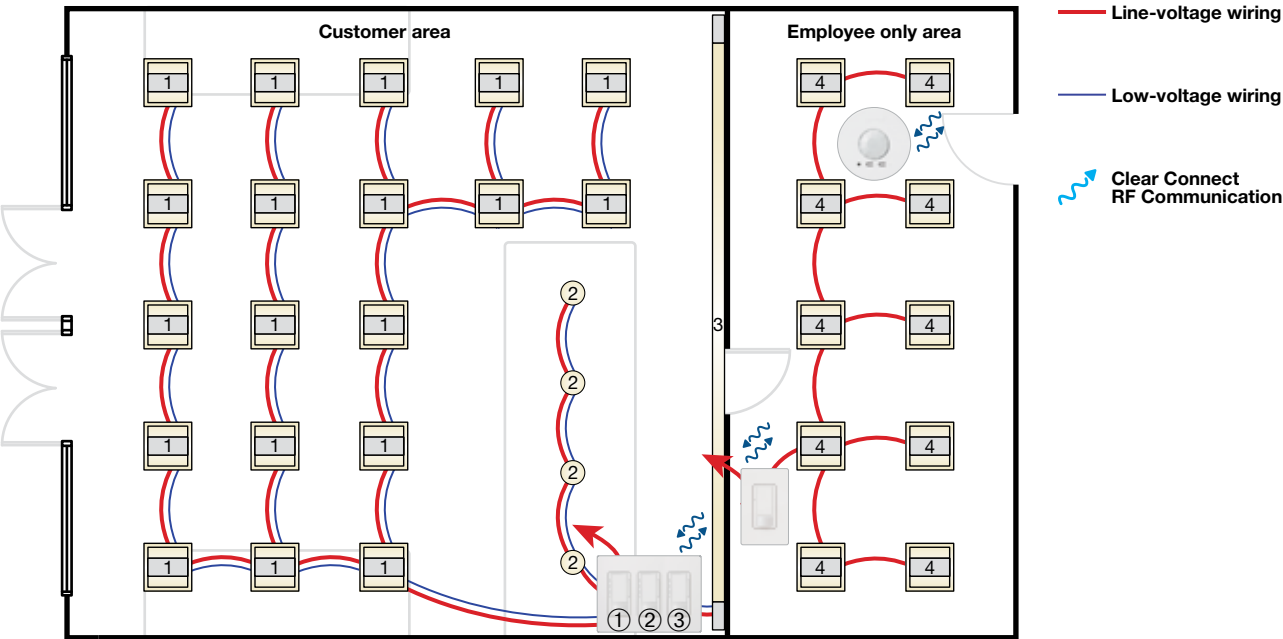 Customer area
Employee only area
Line-voltage wiring
1 1 1 1 1 4 4
Low-voltage wiring
Clear Connect
RF Communication
1 1 1 1 1 4 4
2
1 1 1 3 4 4
2
1 1 1 4 4
2
1 1 1 2 4 4
1 2 3